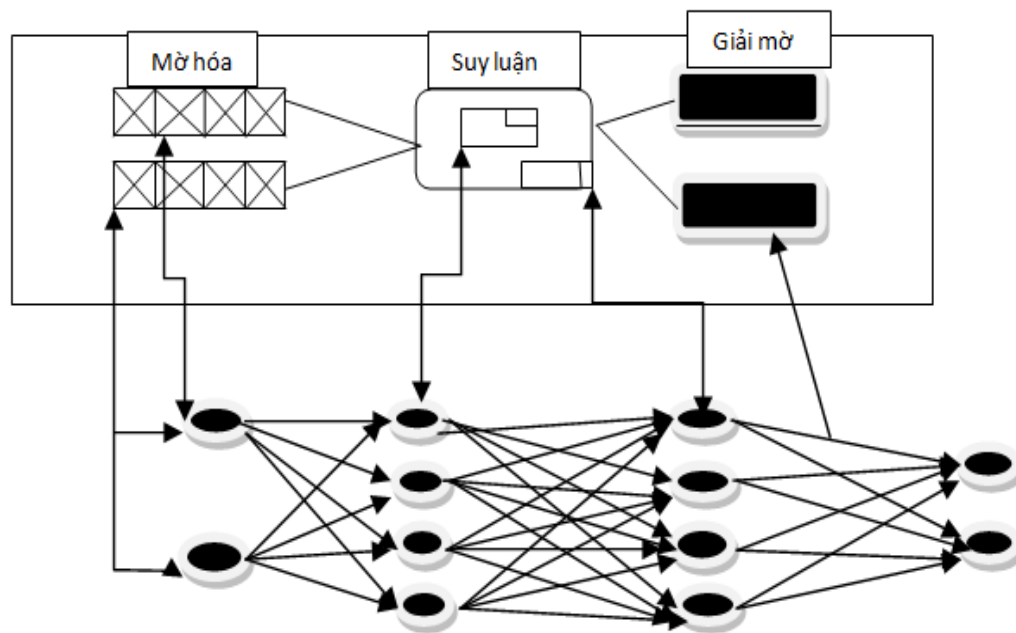 Mờ hóa
Suy luận
Giải mờ